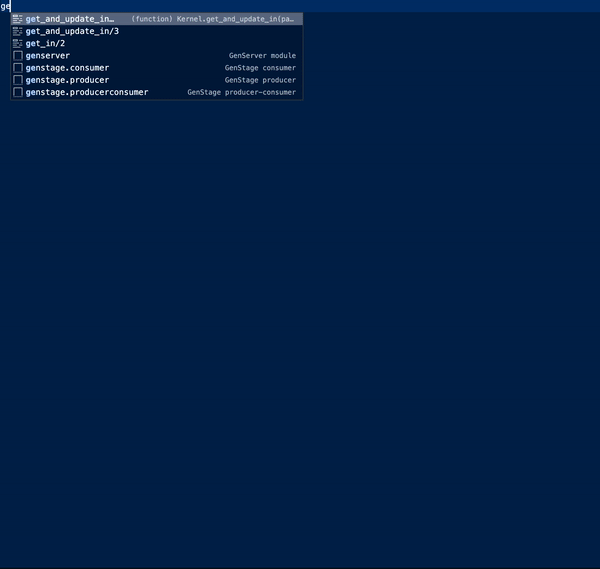 ge
get_and_update_in… (function) Kernel.get_and_update_in(pa…
get_and_update_in/3
get_in/2
genserver GenServer module
genstage.consumer GenStage consumer
genstage.producer GenStage producer
genstage.producerconsumer GenStage producer-consumer